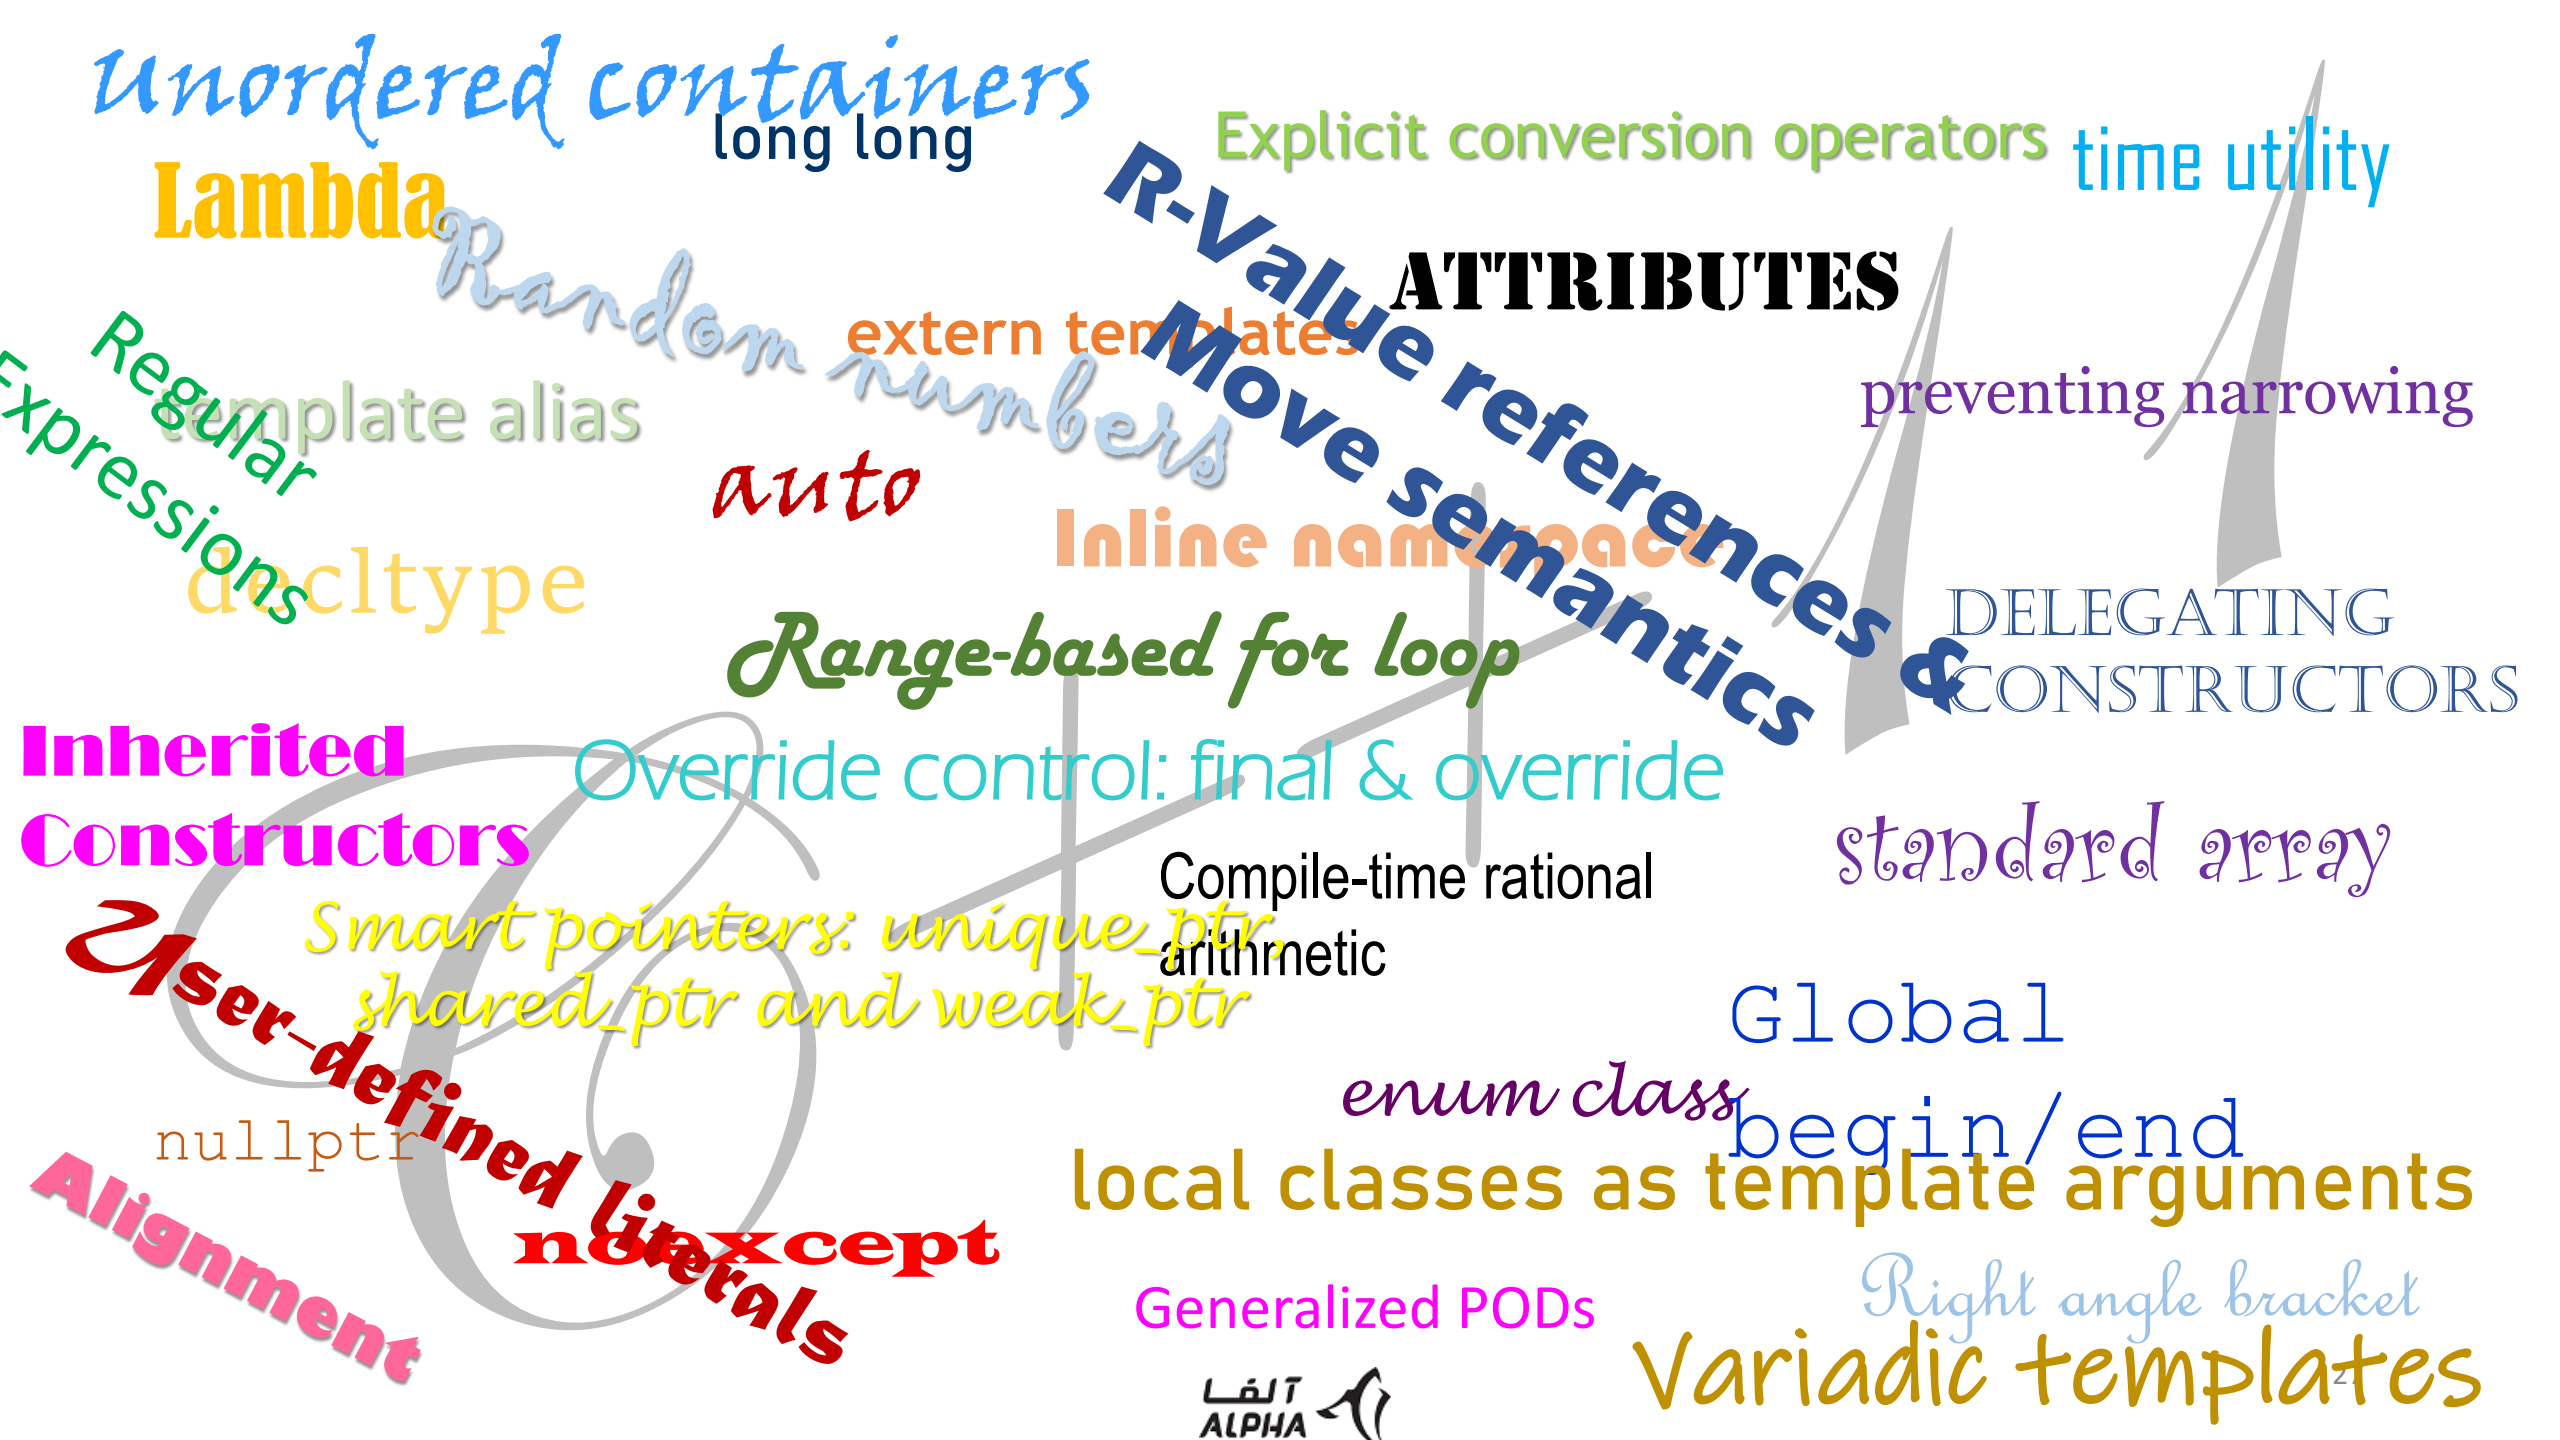 Unordered containers
long long
Explicit conversion operators
time utility
Lambda
Random numbers
R-Value references &
Move semantics
ATTRIBUTES
extern templates
Regular
Expressions
template alias
preventing narrowing
auto
Inline namespace
decltype
Range-based for loop
DELEGATING
CONSTRUCTORS
Inherited
Constructors
Override control: final & override
C++11
Compile-time rational
arithmetic
standard array
Smart pointers: unique_ptr,
shared_ptr and weak_ptr
User-defined literals
Global
begin/end
enum class
nullptr
local classes as template arguments
Alignment
noexcept
Generalized PODs
Right angle bracket
Variadic templates
آلفا
ALPHA